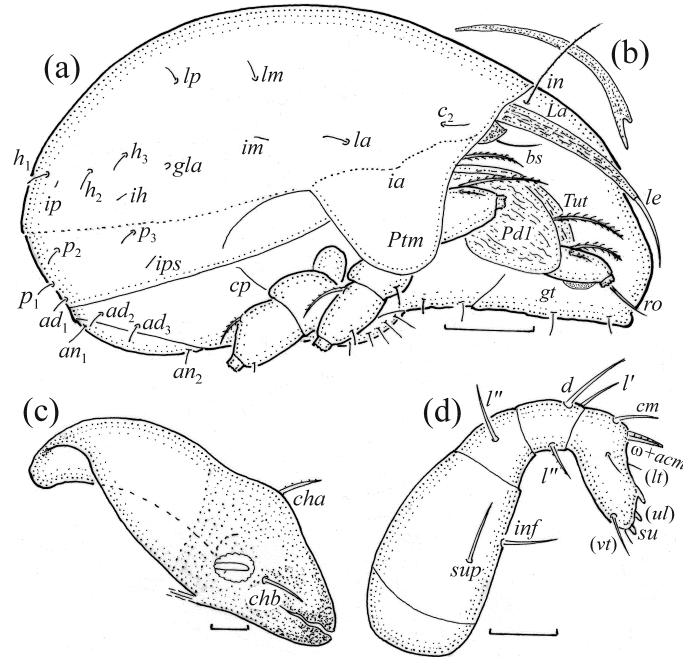 (a)
(b)
lp
lm
in
La
c₂
h₁
h₃
gla
im
la
bs
ip
h₂
ih
ia
le
Tut
p₂
p₃
Ptm
Pd1
ips
p₁
cp
gt
ro
ad₁
ad₂
ad₃
an₁
an₂
(c)
(d)
d
l'
l"
cm
ω+acm
l"
(lt)
cha
(ul)
su
inf
(vt)
sup
chb